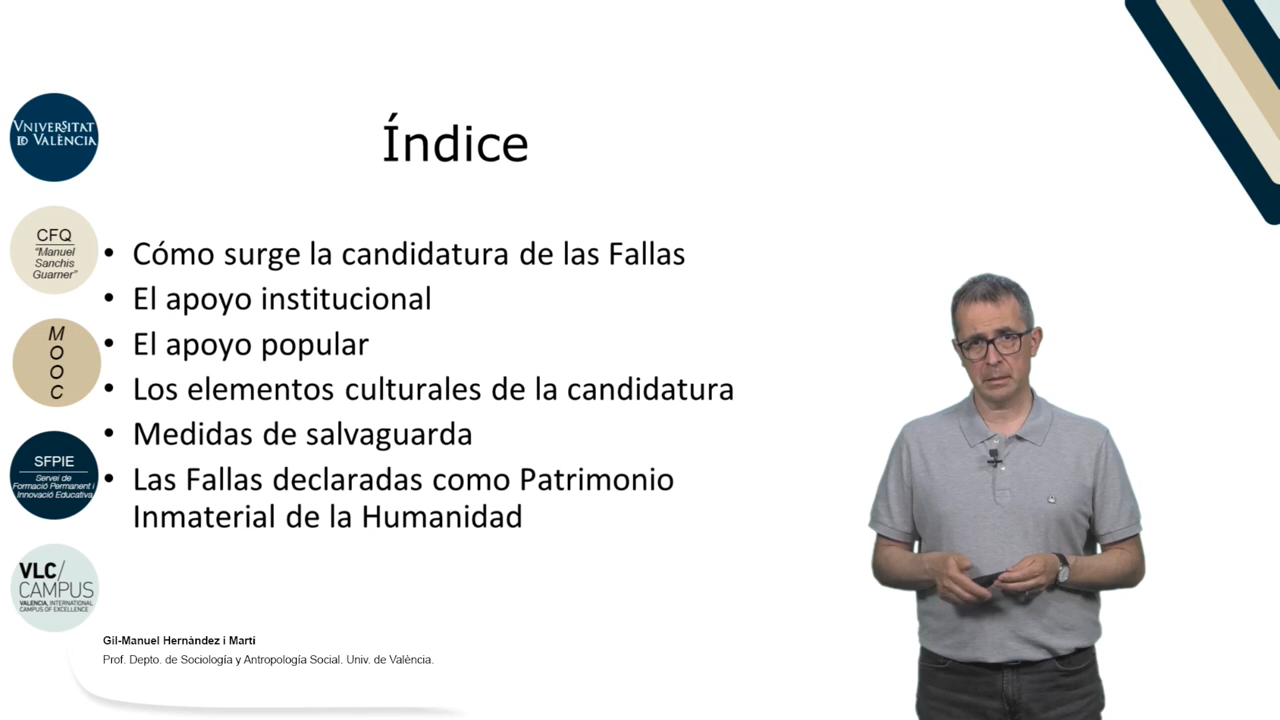 VNIVERSITAT
ID VALÈNCIA
CFQ
"Manuel
Sanchis
Guarner"
M
O
O
C
SFPIE
Servei de
Formació Permanent i
Innovació Educativa
VLC/
CAMPUS
VALENCIA, INTERNATIONAL
CAMPUS OF EXCELLENCE
Índice
• Cómo surge la candidatura de las Fallas
• El apoyo institucional
• El apoyo popular
• Los elementos culturales de la candidatura
• Medidas de salvaguarda
• Las Fallas declaradas como Patrimonio
Inmaterial de la Humanidad
Gil-Manuel Hernàndez i Martí
Prof. Depto. de Sociología y Antropología Social. Univ. de València.